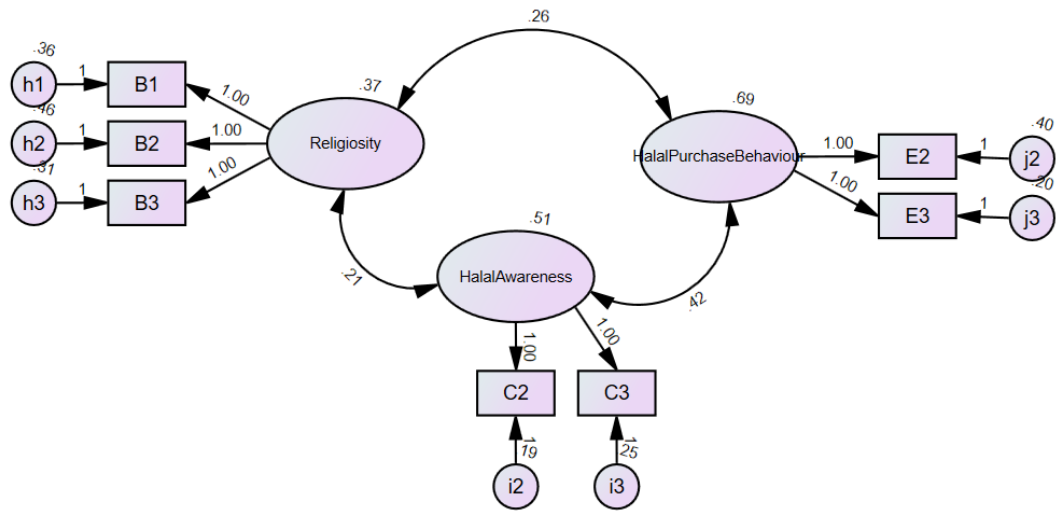 .26
.36
h1
1
B1
1.00
.37
.46
h2
1
B2
1.00
Religiosity
.31
h3
1
B3
1.00
.69
HalalPurchaseBehaviour
1.00
E2
1
.40
j2
1.00
E3
1
.20
j3
.21
.51
HalalAwareness
.42
1.00
1.00
C2
C3
1
.19
1
.25
i2
i3